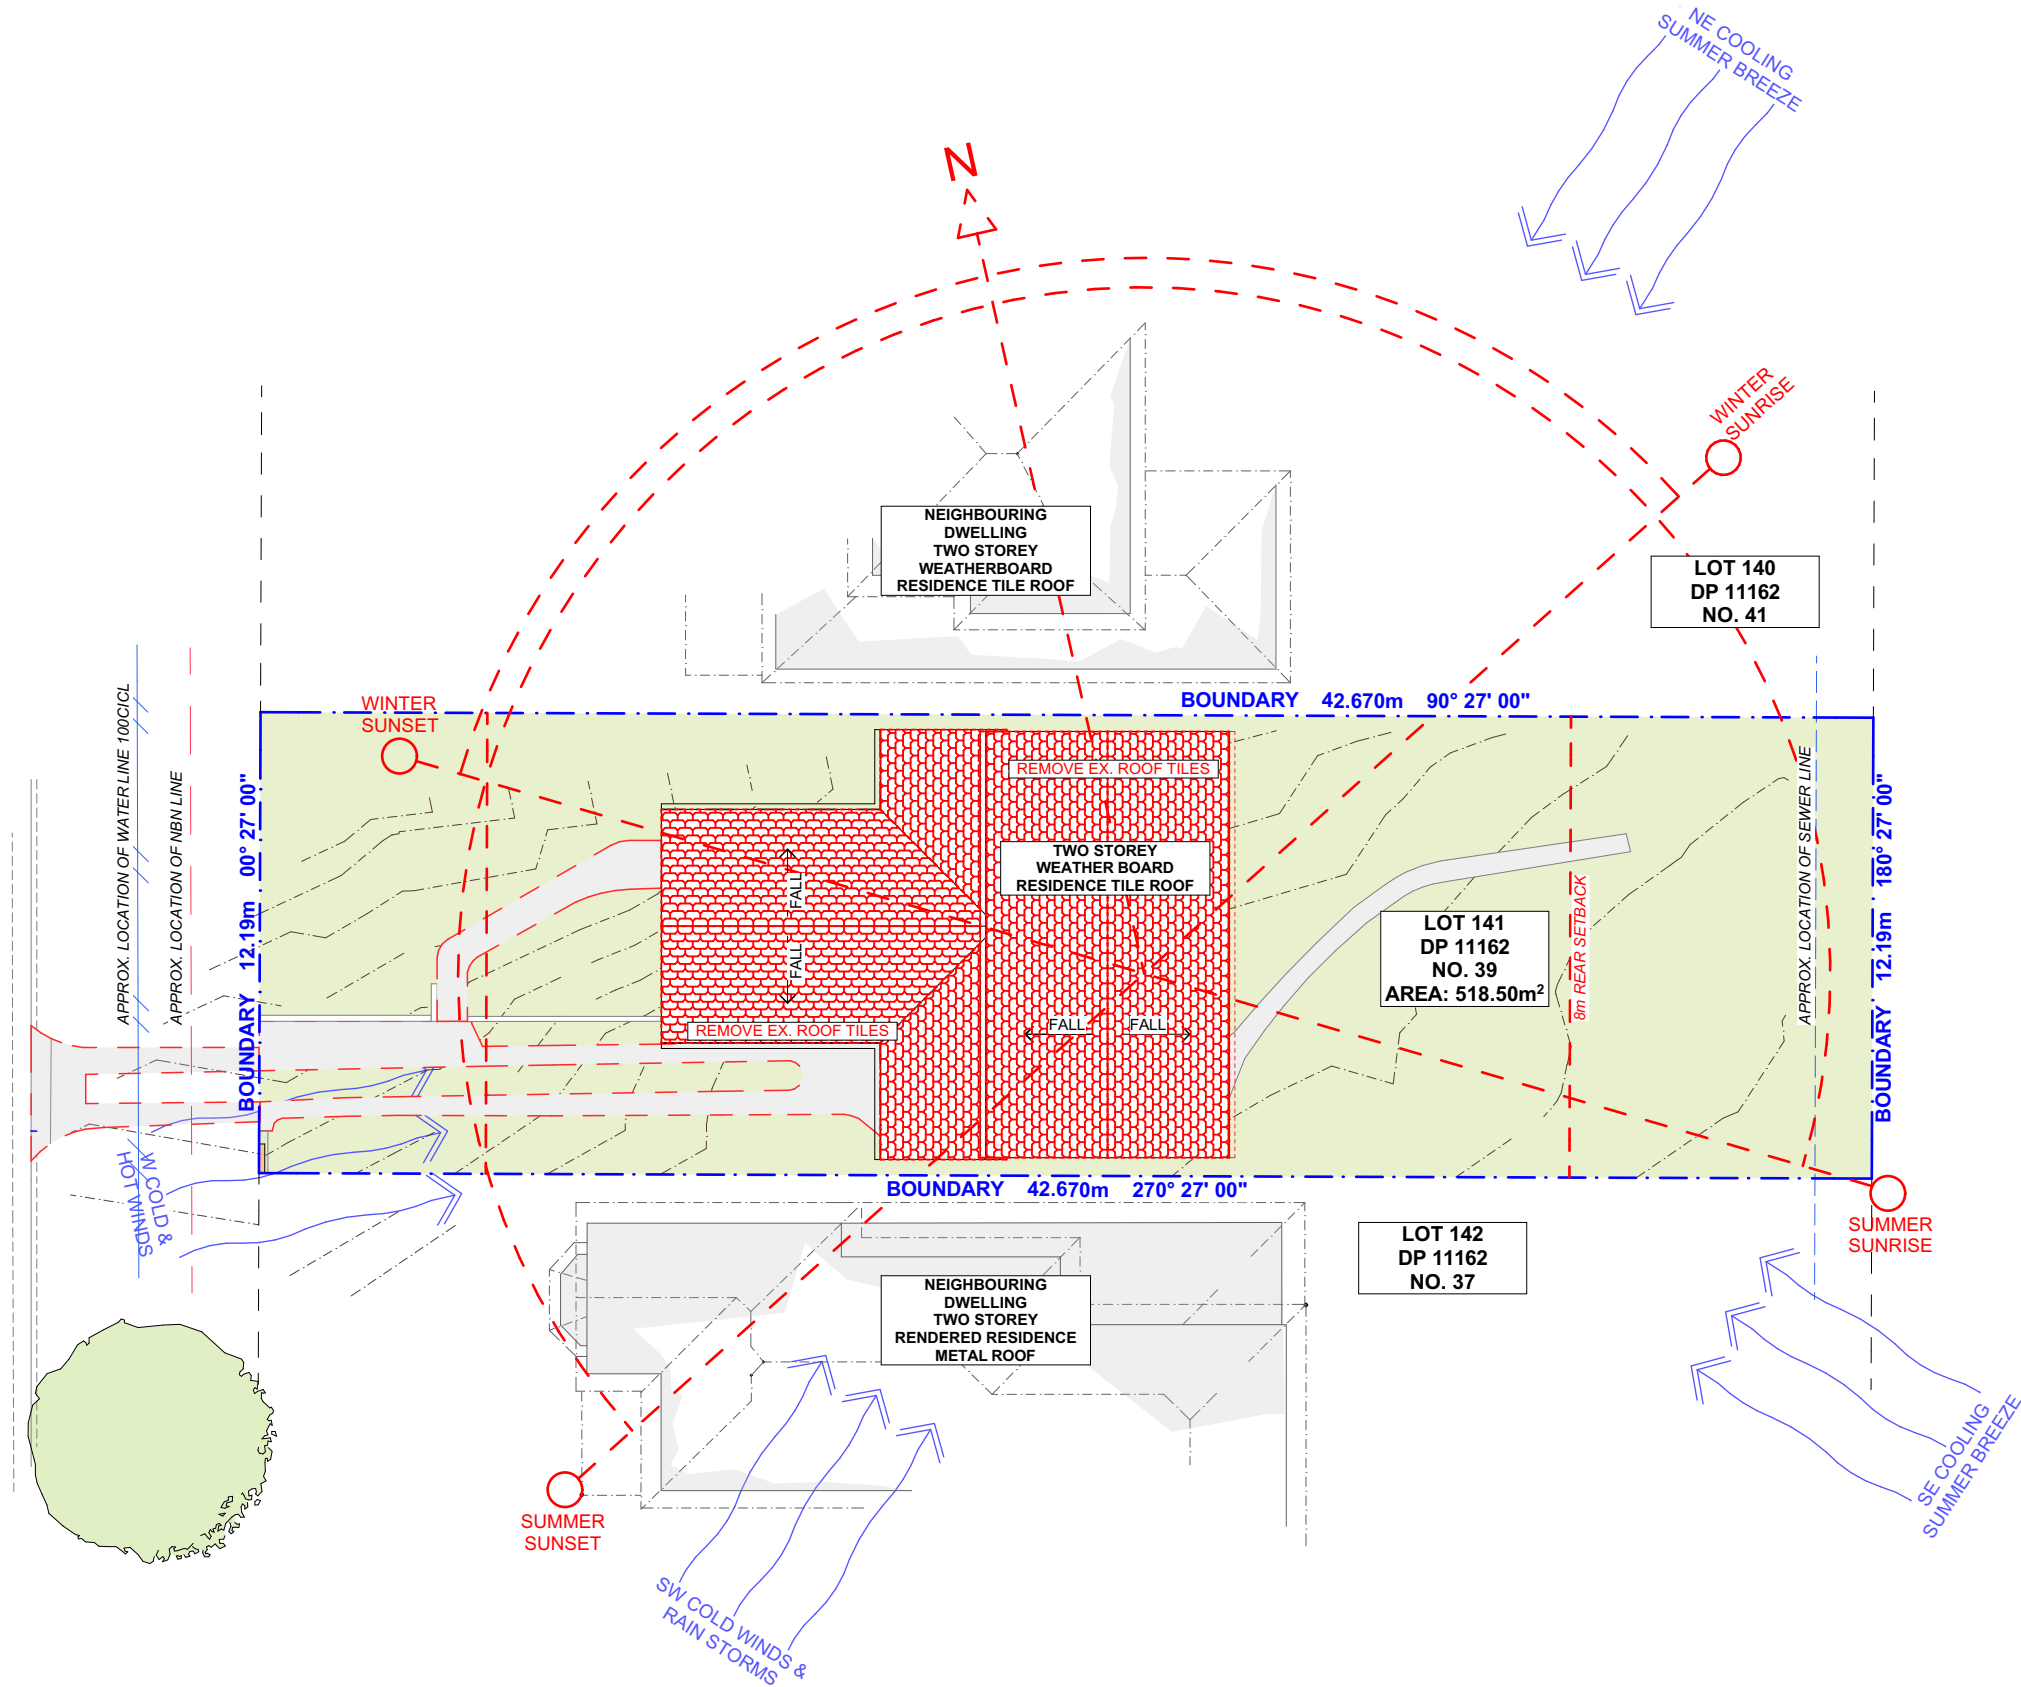 NE COOLING
SUMMER BREEZE
N
WINTER
SUNRISE
NEIGHBOURING
DWELLING
TWO STOREY
WEATHERBOARD
RESIDENCE TILE ROOF
LOT 140
DP 11162
NO. 41
BOUNDARY 42.670m 90° 27' 00"
WINTER
SUNSET
APPROX. LOCATION OF WATER LINE 100CICL
APPROX. LOCATION OF NBN LINE
BOUNDARY 12.19m 00° 27' 00"
REMOVE EX. ROOF TILES
TWO STOREY
WEATHER BOARD
RESIDENCE TILE ROOF
FALL
FALL
REMOVE EX. ROOF TILES
FALL
FALL
LOT 141
DP 11162
NO. 39
AREA: 518.50m²
8m REAR SETBACK
APPROX. LOCATION OF SEWER LINE
BOUNDARY 12.19m 180° 27' 00"
W COLD &
HOT WINDS
BOUNDARY 42.670m 270° 27' 00"
LOT 142
DP 11162
NO. 37
SUMMER
SUNRISE
NEIGHBOURING
DWELLING
TWO STOREY
RENDERED RESIDENCE
METAL ROOF
SUMMER
SUNSET
SW COLD WINDS &
RAIN STORMS
SE COOLING
SUMMER BREEZE